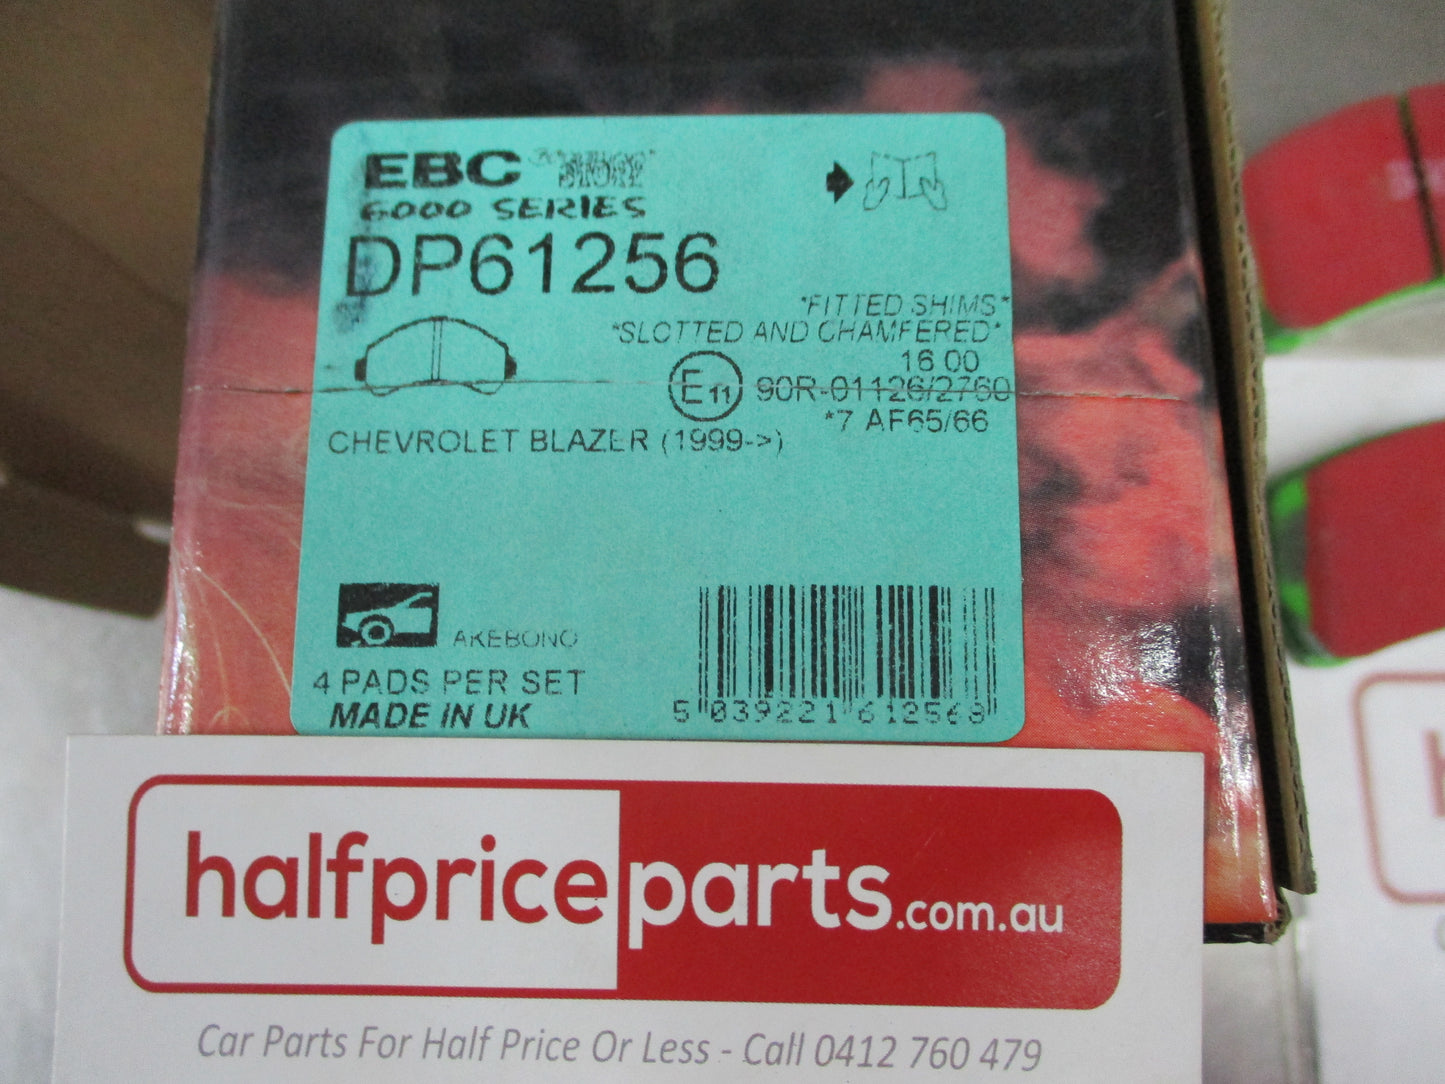 EBC
6000 SERIES
DP61256
*FITTED SHIMS*
*SLOTTED AND CHAMFERED*
16 00
E11 90R-01126/2760
*7 AF65/66
CHEVROLET BLAZER (1999->)
AKEBONO
4 PADS PER SET
MADE IN UK
5 039221 612568
halfpriceparts.com.au
Car Parts For Half Price Or Less - Call 0412 760 479